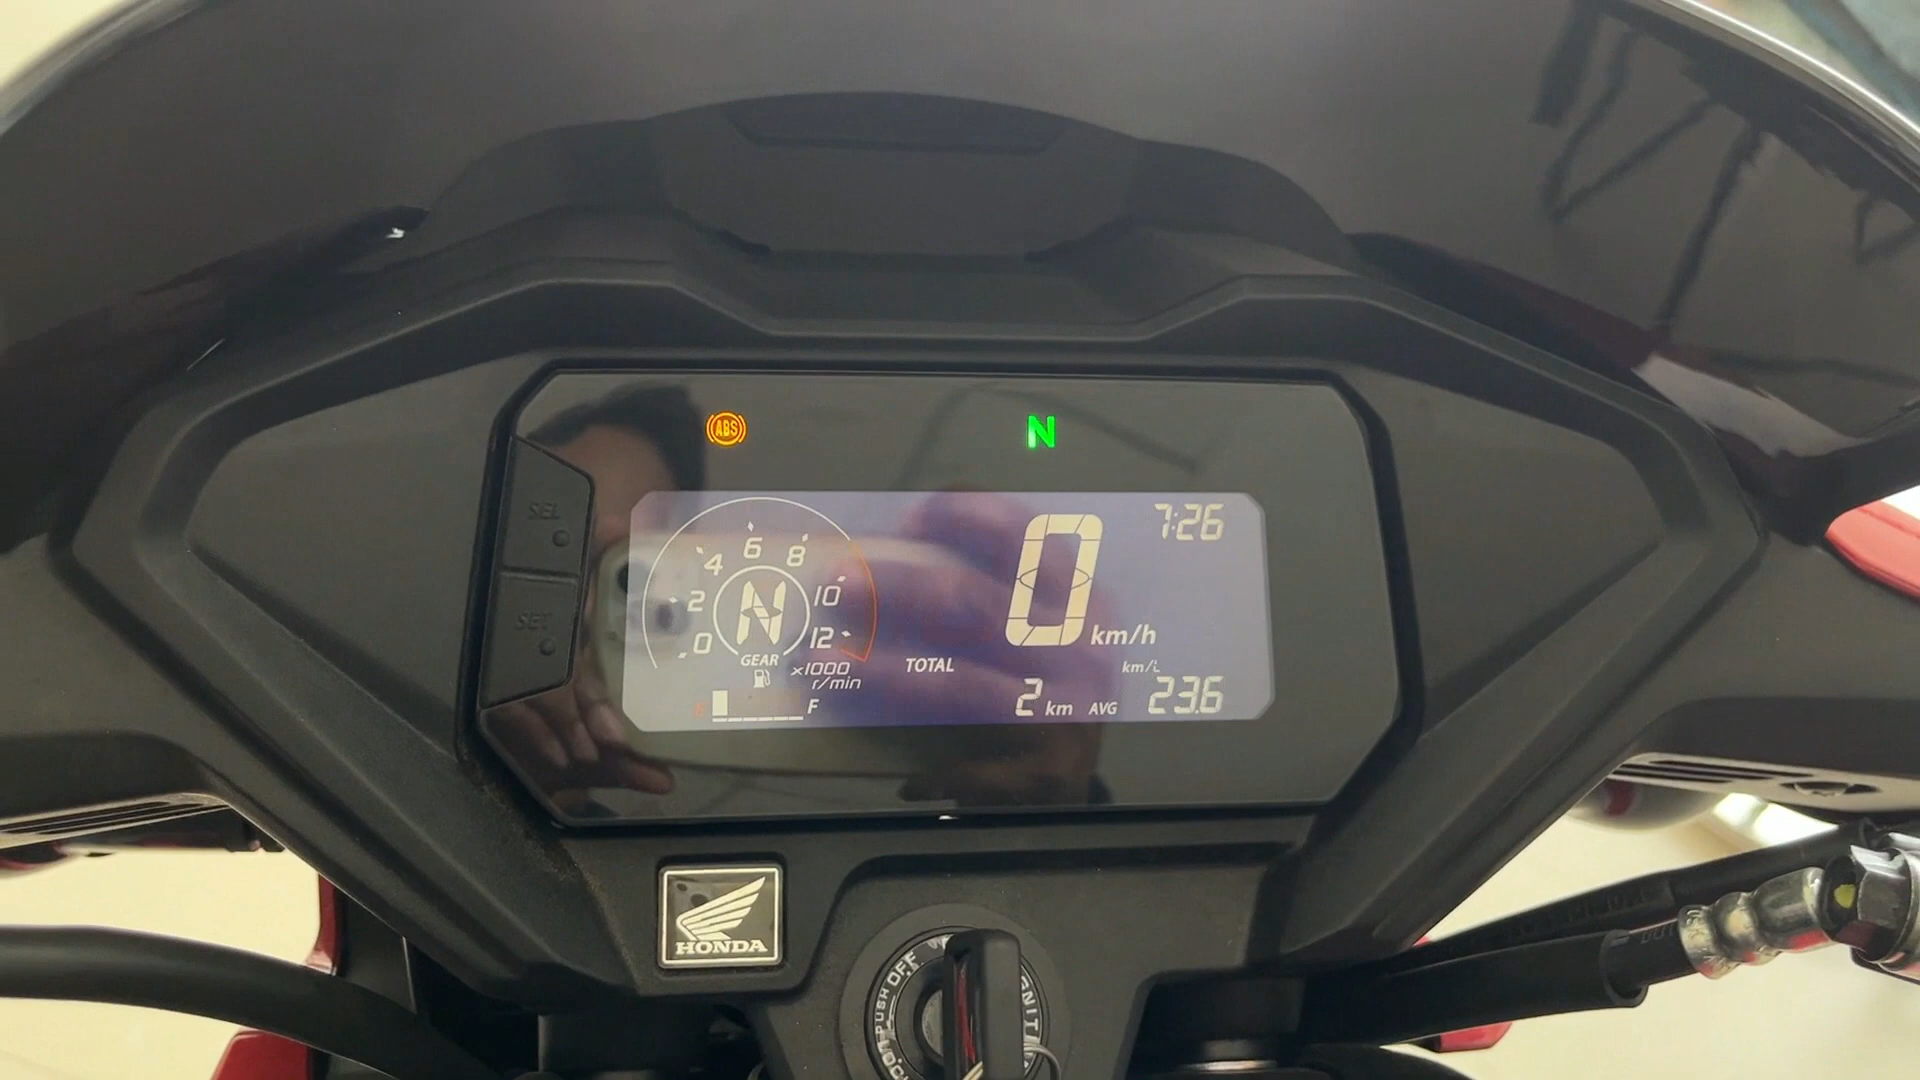 ABS
N
SEL
SET
7:26
0
km/h
0 2 4 6 8 10 12
N
GEAR
x1000
r/min
E
F
TOTAL
2 km
km/L
AVG 23.6
HONDA
PUSH OFF